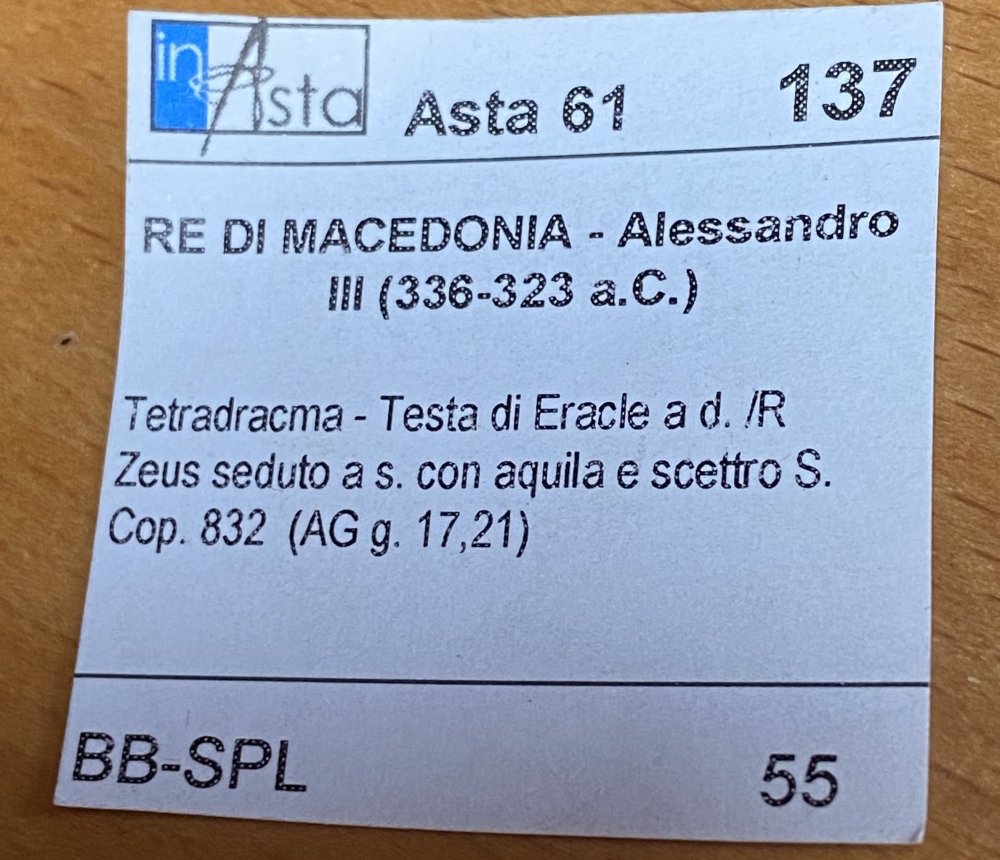 inAsta Asta 61 137
RE DI MACEDONIA - Alessandro
III (336-323 a.C.)
Tetradracma - Testa di Eracle a d. /R
Zeus seduto a s. con aquila e scettro S.
Cop. 832 (AG g. 17,21)
BB-SPL 55